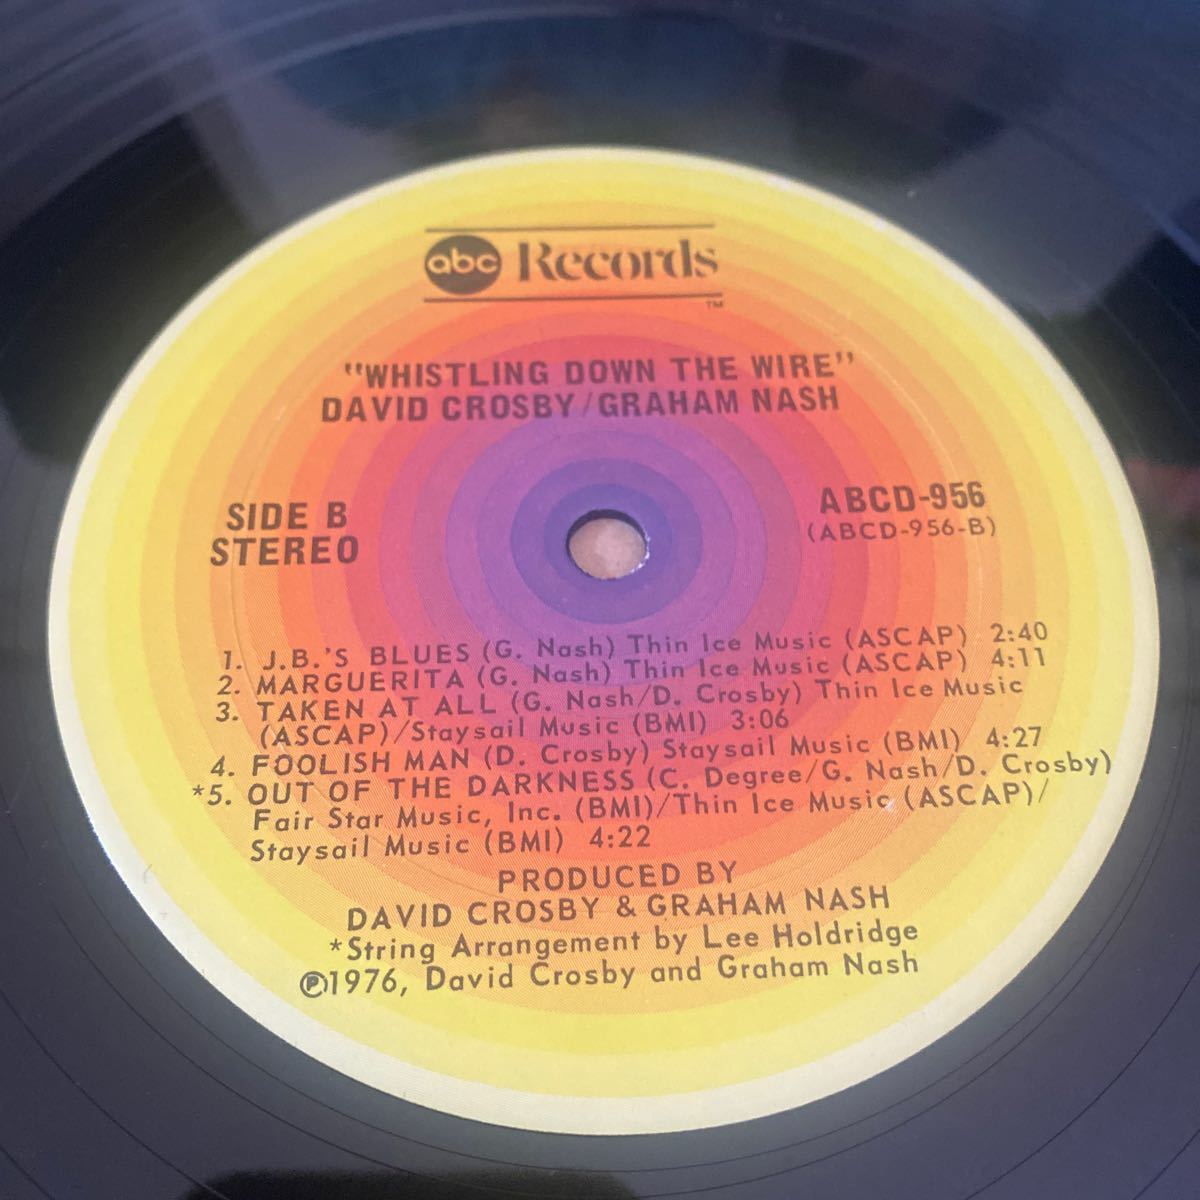 abc Records
TM
"WHISTLING DOWN THE WIRE"
DAVID CROSBY/GRAHAM NASH
SIDE B
STEREO
ABCD-956
(ABCD-956-B)
1. J.B.'S BLUES (G. Nash) Thin Ice Music (ASCAP) 2:40
2. MARGUERITA (G. Nash) Thin Ice Music (ASCAP) 4:11
3. TAKEN AT ALL (G. Nash/D. Crosby) Thin Ice Music
(ASCAP)/Staysail Music (BMI) 3:06
4. FOOLISH MAN (D. Crosby) Staysail Music (BMI) 4:27
*5. OUT OF THE DARKNESS (C. Degree/G. Nash/D. Crosby)
Fair Star Music, Inc. (BMI)/Thin Ice Music (ASCAP)/
Staysail Music (BMI) 4:22
PRODUCED BY
DAVID CROSBY & GRAHAM NASH
*String Arrangement by Lee Holdridge
℗1976, David Crosby and Graham Nash